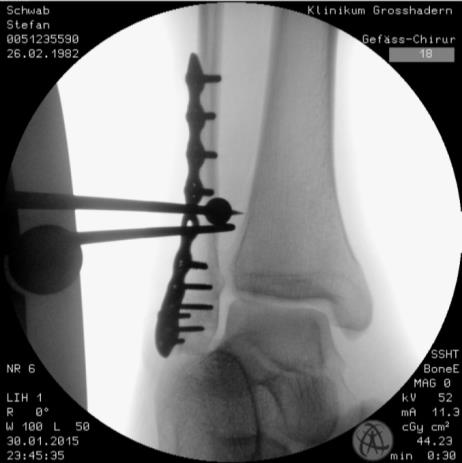 Schwab
Stefan
0051235590
26.02.1982
Klinikum Grosshadern
Gefäss-Chirur
18
NR 6
LIH 1
R 0°
W 100 L 50
30.01.2015
23:45:35
SSHT
BoneE
MAG 0
kV 52
mA 11.3
cGy cm²
44.23
min 0:30